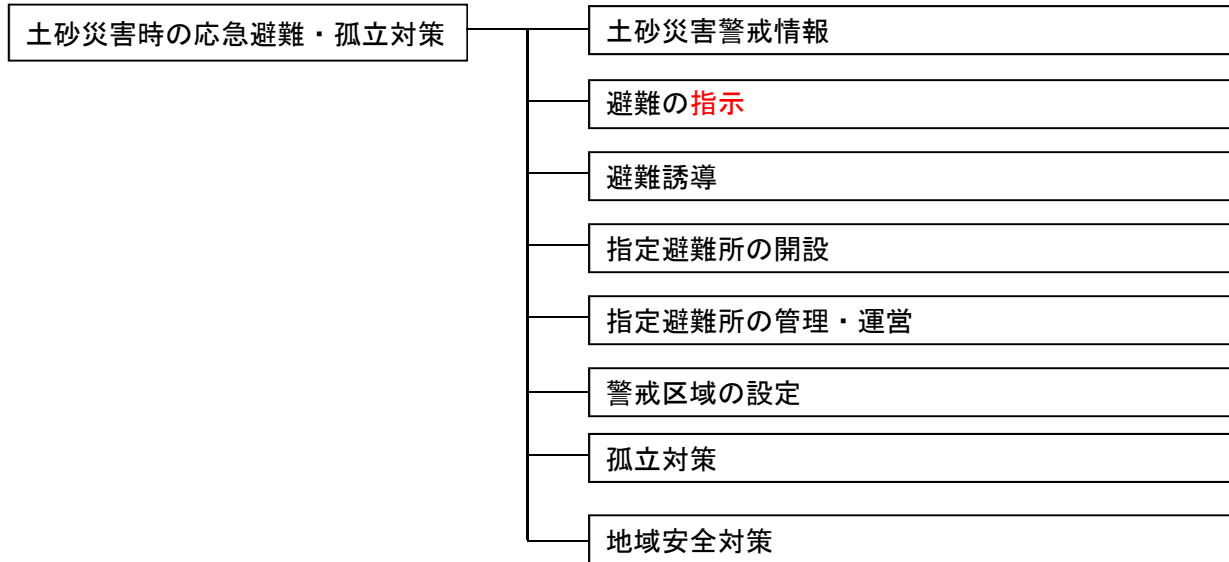 土砂災害時の応急避難・孤立対策
土砂災害警戒情報
避難の指示
避難誘導
指定避難所の開設
指定避難所の管理・運営
警戒区域の設定
孤立対策
地域安全対策